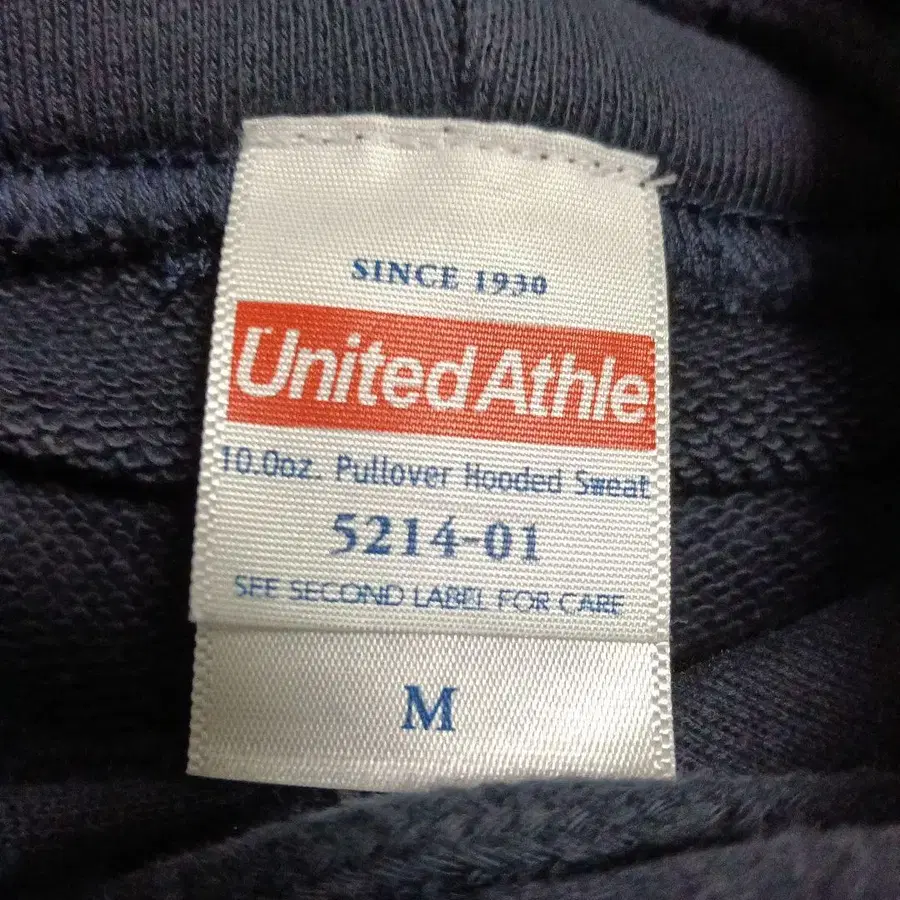 SINCE 1930
United Athle
10.0oz. Pullover Hooded Sweat
5214-01
SEE SECOND LABEL FOR CARE
M